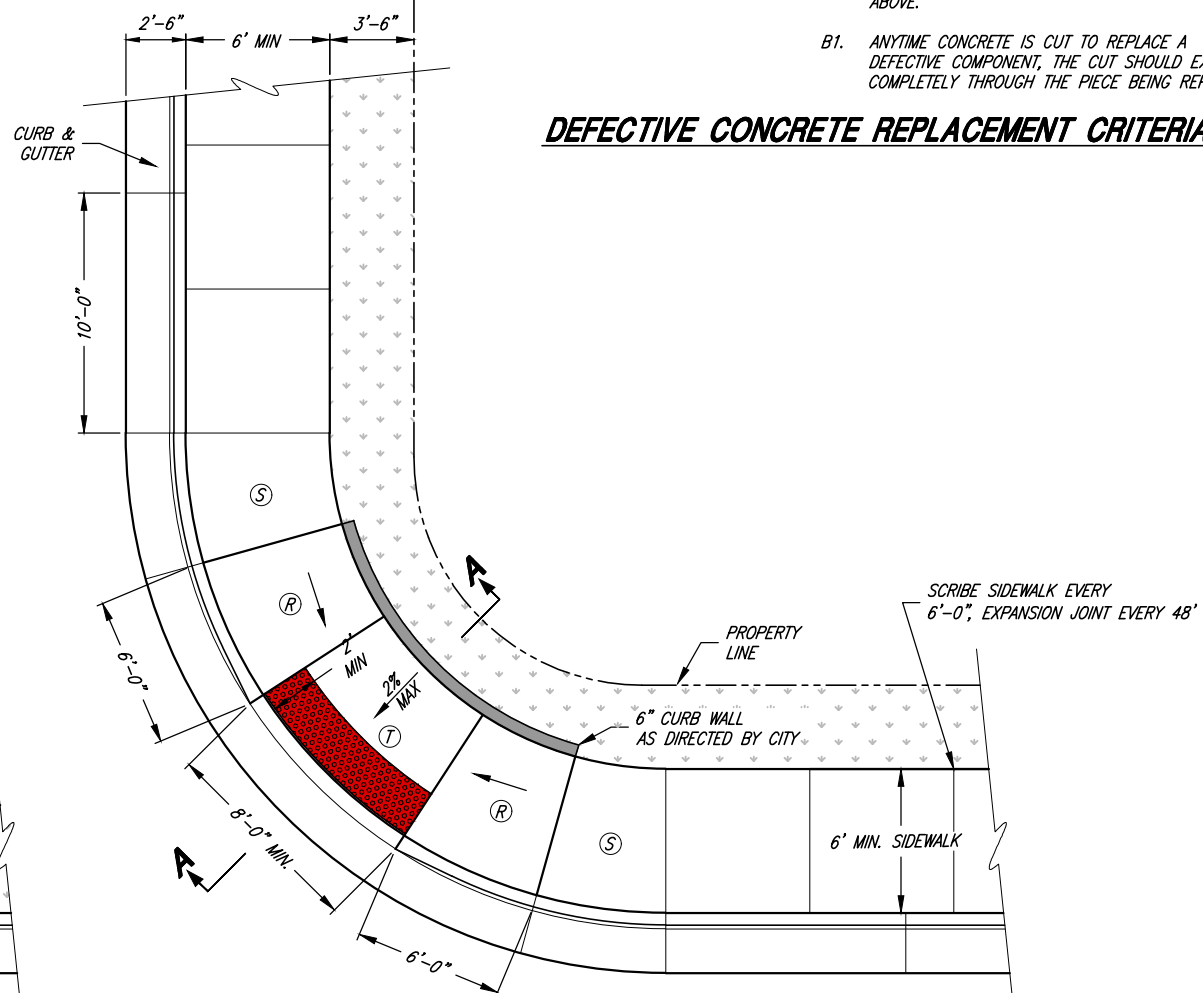 ABOVE.
B1. ANYTIME CONCRETE IS CUT TO REPLACE A
DEFECTIVE COMPONENT, THE CUT SHOULD
COMPLETELY THROUGH THE PIECE BEING
DEFECTIVE CONCRETE REPLACEMENT CRITERIA
2'-6"
6' MIN
3'-6"
CURB &
GUTTER
10'-0"
S
R
2'
MIN
2%
MAX
T
A
6'-0"
PROPERTY
LINE
SCRIBE SIDEWALK EVERY
6'-0", EXPANSION JOINT EVERY 48'
6" CURB WALL
AS DIRECTED BY CITY
R
S
6' MIN. SIDEWALK
8'-0" MIN.
A
6'-0"